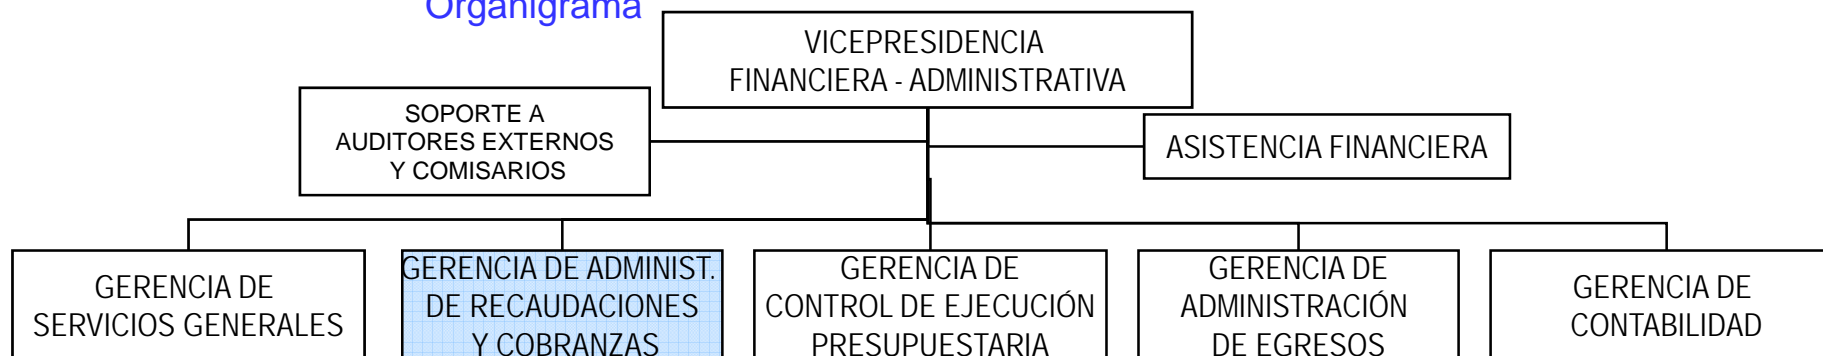 Organigrama
VICEPRESIDENCIA
FINANCIERA - ADMINISTRATIVA
SOPORTE A
AUDITORES EXTERNOS
Y COMISARIOS
ASISTENCIA FINANCIERA
GERENCIA DE
SERVICIOS GENERALES
GERENCIA DE ADMINIST.
DE RECAUDACIONES
Y COBRANZAS
GERENCIA DE
CONTROL DE EJECUCIÓN
PRESUPUESTARIA
GERENCIA DE
ADMINISTRACIÓN
DE EGRESOS
GERENCIA DE
CONTABILIDAD